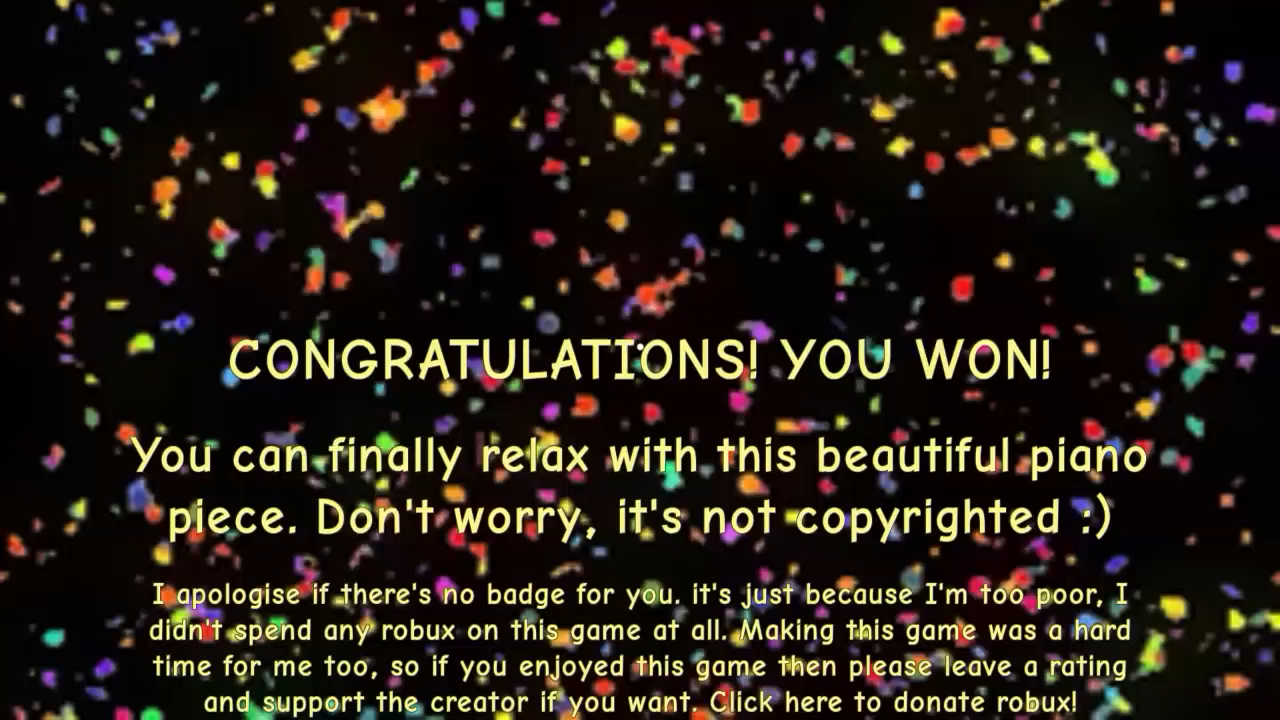 CONGRATULATIONS! YOU WON!
You can finally relax with this beautiful piano
piece. Don't worry, it's not copyrighted :)
I apologise if there's no badge for you. it's just because I'm too poor, I
didn't spend any robux on this game at all. Making this game was a hard
time for me too, so if you enjoyed this game then please leave a rating
and support the creator if you want. Click here to donate robux!